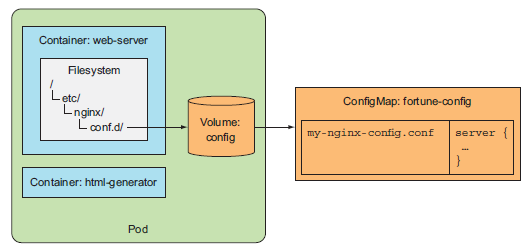 Container: web-server
Filesystem
/
etc/
nginx/
conf.d/
Container: html-generator
Pod
Volume:
config
ConfigMap: fortune-config
my-nginx-config.conf
server {
…
}